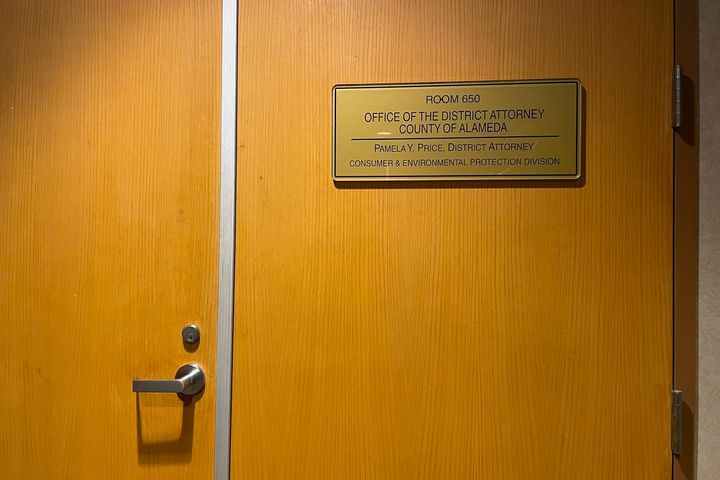 ROOM 650
OFFICE OF THE DISTRICT ATTORNEY
COUNTY OF ALAMEDA
PAMELA Y. PRICE, DISTRICT ATTORNEY
CONSUMER & ENVIRONMENTAL PROTECTION DIVISION